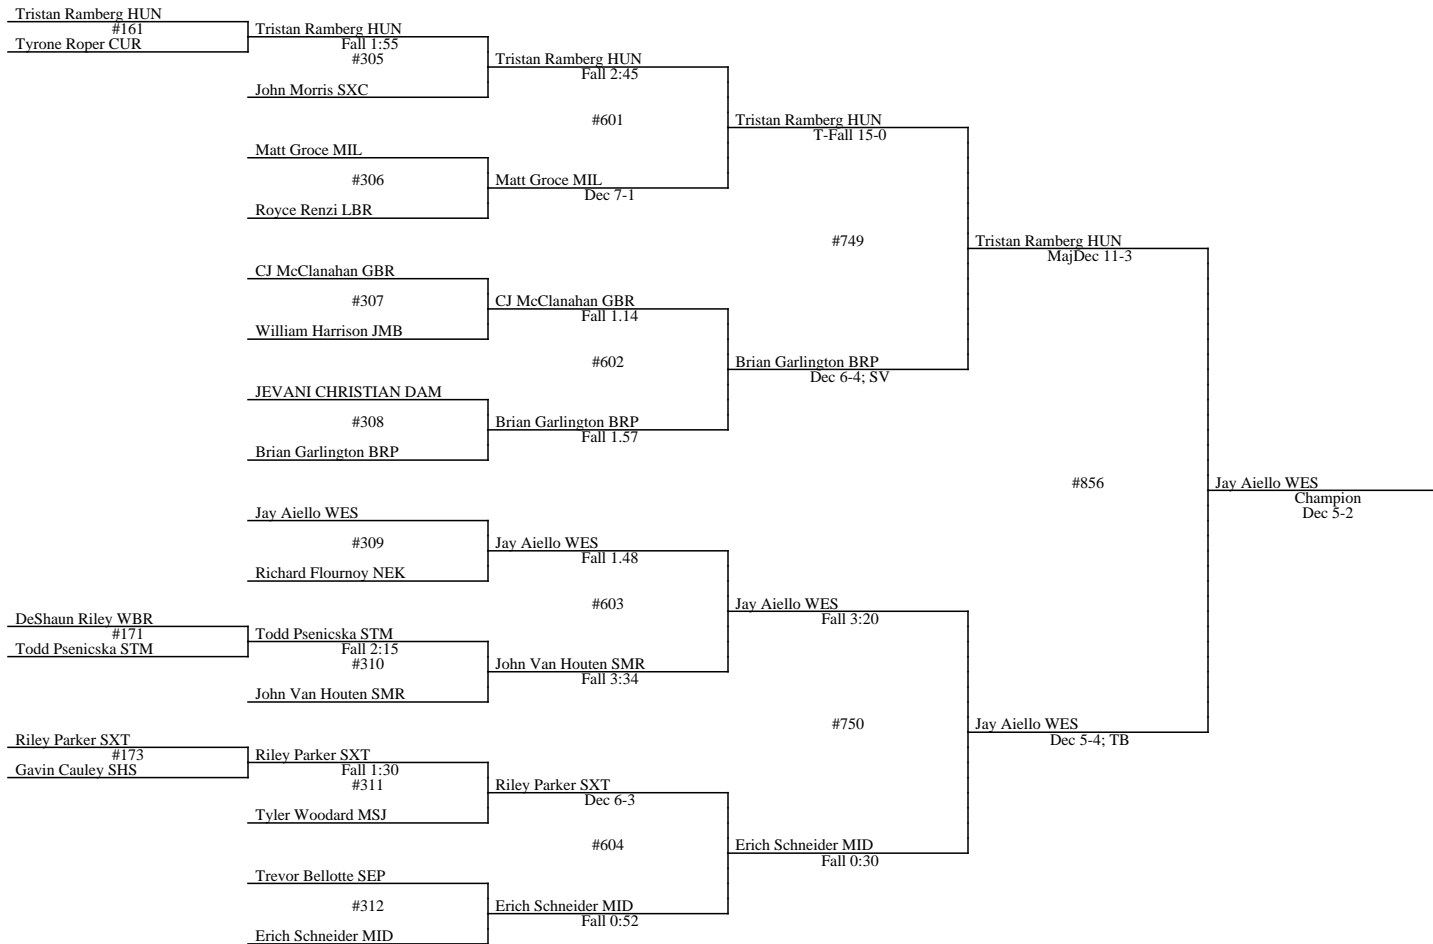 Tristan Ramberg HUN
#161
Tyrone Roper CUR
Tristan Ramberg HUN
Fall 1:55
#305
John Morris SXC
Tristan Ramberg HUN
Fall 2:45
#601
Matt Groce MIL
#306
Royce Renzi LBR
Matt Groce MIL
Dec 7-1
Tristan Ramberg HUN
T-Fall 15-0
#749
CJ McClanahan GBR
#307
William Harrison JMB
CJ McClanahan GBR
Fall 1.14
#602
JEVANI CHRISTIAN DAM
#308
Brian Garlington BRP
Brian Garlington BRP
Fall 1.57
Brian Garlington BRP
Dec 6-4; SV
Tristan Ramberg HUN
MajDec 11-3
#856
Jay Aiello WES
Champion
Dec 5-2
Jay Aiello WES
#309
Richard Flournoy NEK
Jay Aiello WES
Fall 1.48
#603
DeShaun Riley WBR
#171
Todd Psenicska STM
Todd Psenicska STM
Fall 2:15
#310
John Van Houten SMR
John Van Houten SMR
Fall 3:34
Jay Aiello WES
Fall 3:20
#750
Jay Aiello WES
Dec 5-4; TB
Riley Parker SXT
#173
Gavin Cauley SHS
Riley Parker SXT
Fall 1:30
#311
Tyler Woodard MSJ
Riley Parker SXT
Dec 6-3
#604
Erich Schneider MID
Fall 0:30
Trevor Bellotte SEP
#312
Erich Schneider MID
Erich Schneider MID
Fall 0:52